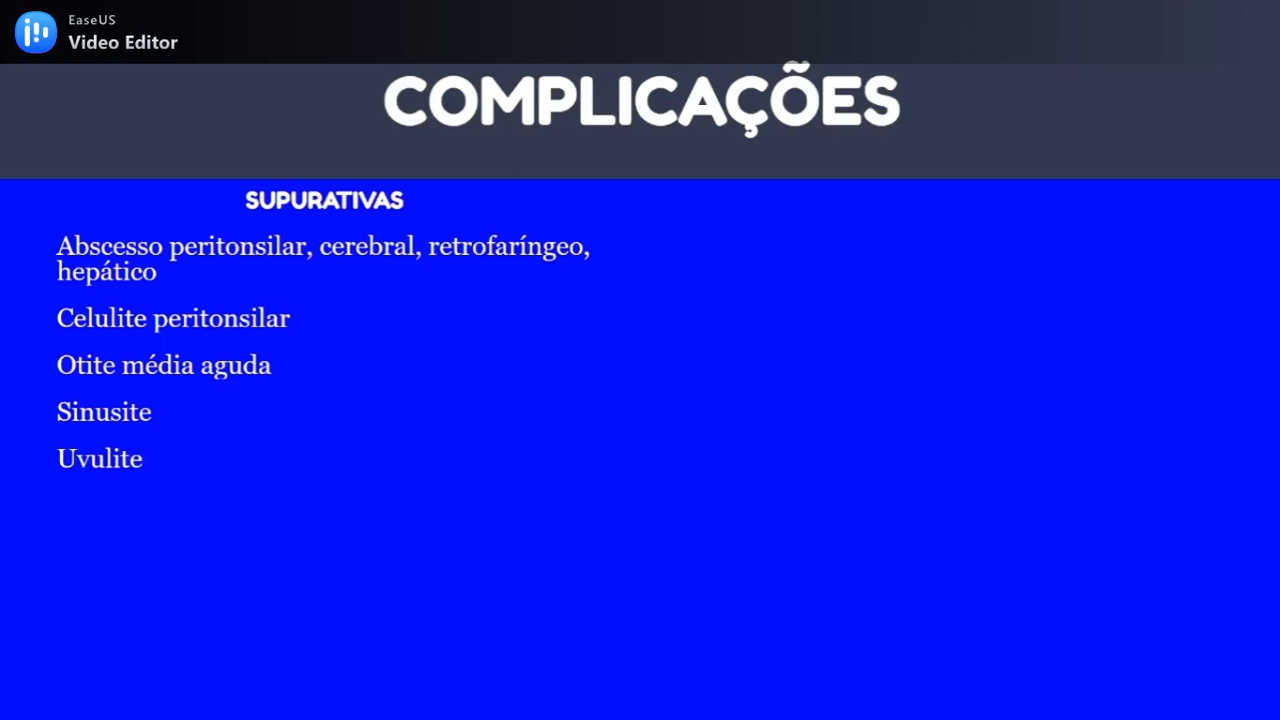 EaseUS
Video Editor
COMPLICAÇÕES
SUPURATIVAS
Abscesso peritonsilar, cerebral, retrofaríngeo,
hepático
Celulite peritonsilar
Otite média aguda
Sinusite
Uvulite